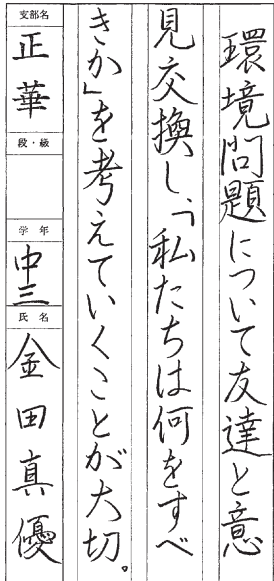 環境問題について友達と意
見交換し、「私たちは何をすべ
きか」を考えていくことが大切。
支部名
正華
段・級
学年
中三
氏名
金田真優